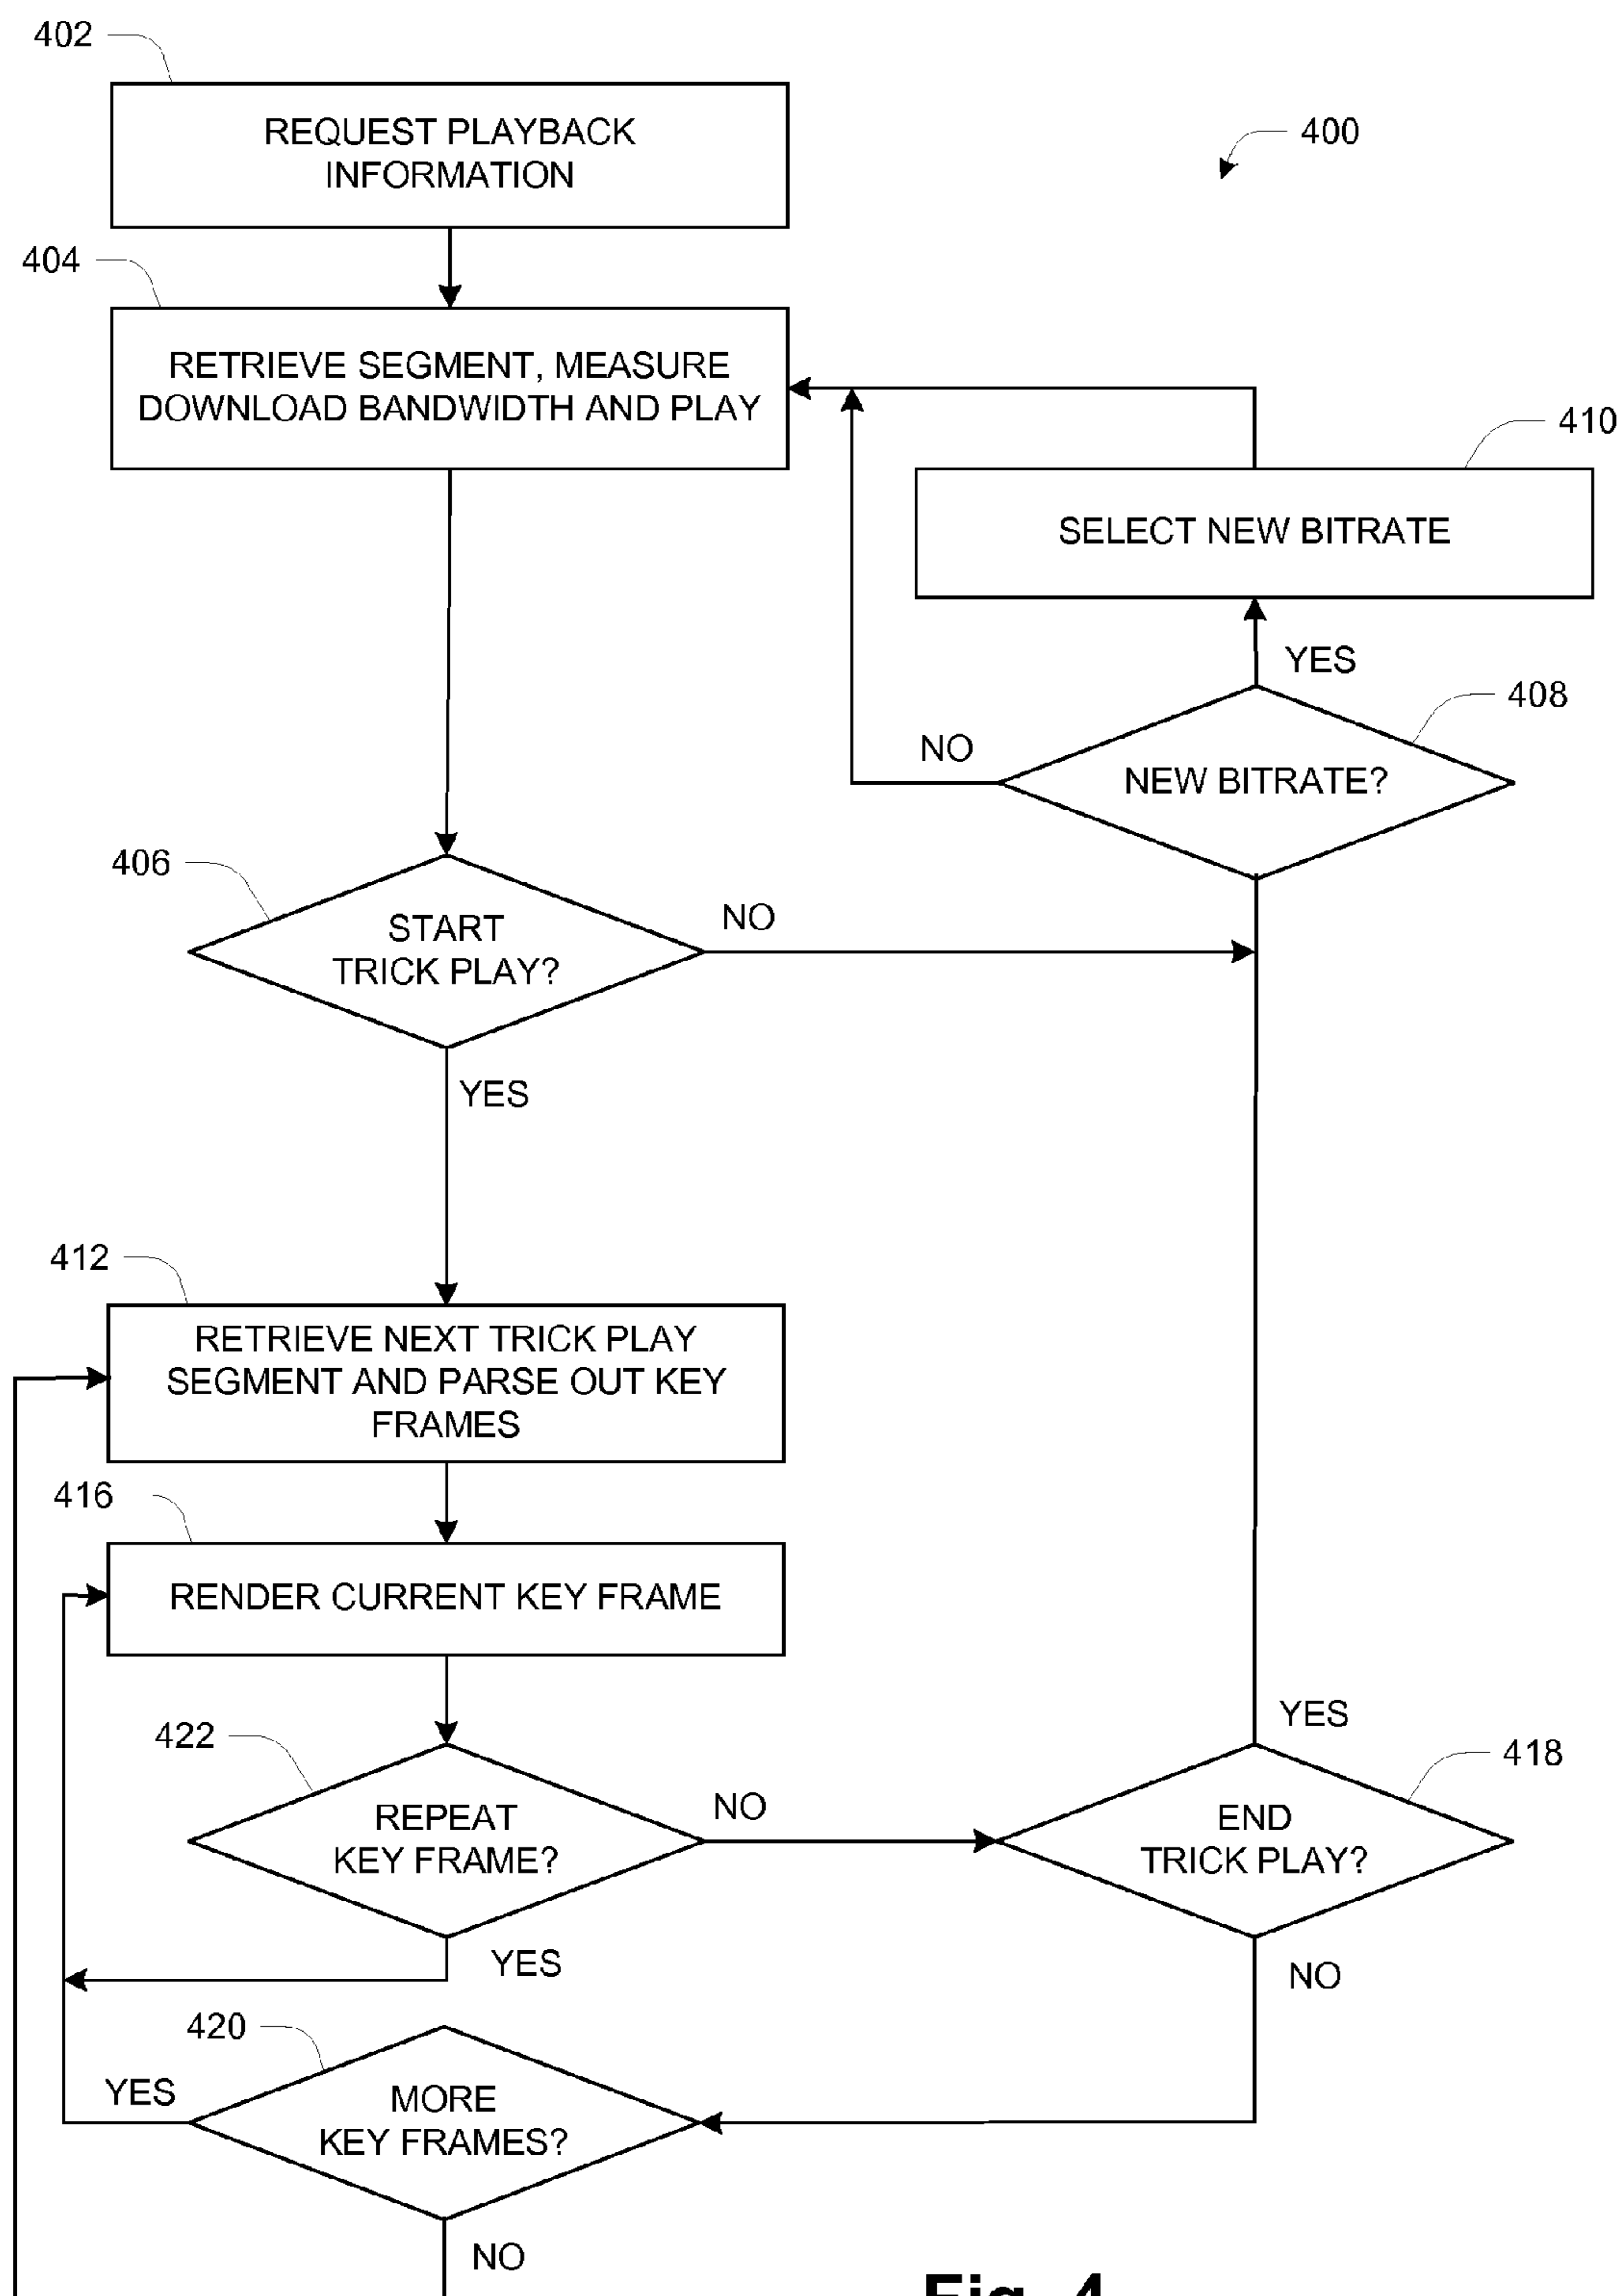 402
REQUEST PLAYBACK
INFORMATION
400
404
RETRIEVE SEGMENT, MEASURE
DOWNLOAD BANDWIDTH AND PLAY
410
SELECT NEW BITRATE
YES
408
NO
NEW BITRATE?
406
START
TRICK PLAY?
NO
YES
412
RETRIEVE NEXT TRICK PLAY
SEGMENT AND PARSE OUT KEY
FRAMES
416
RENDER CURRENT KEY FRAME
YES
422
418
REPEAT
KEY FRAME?
NO
END
TRICK PLAY?
YES
NO
420
YES
MORE
KEY FRAMES?
NO
Fig. 4